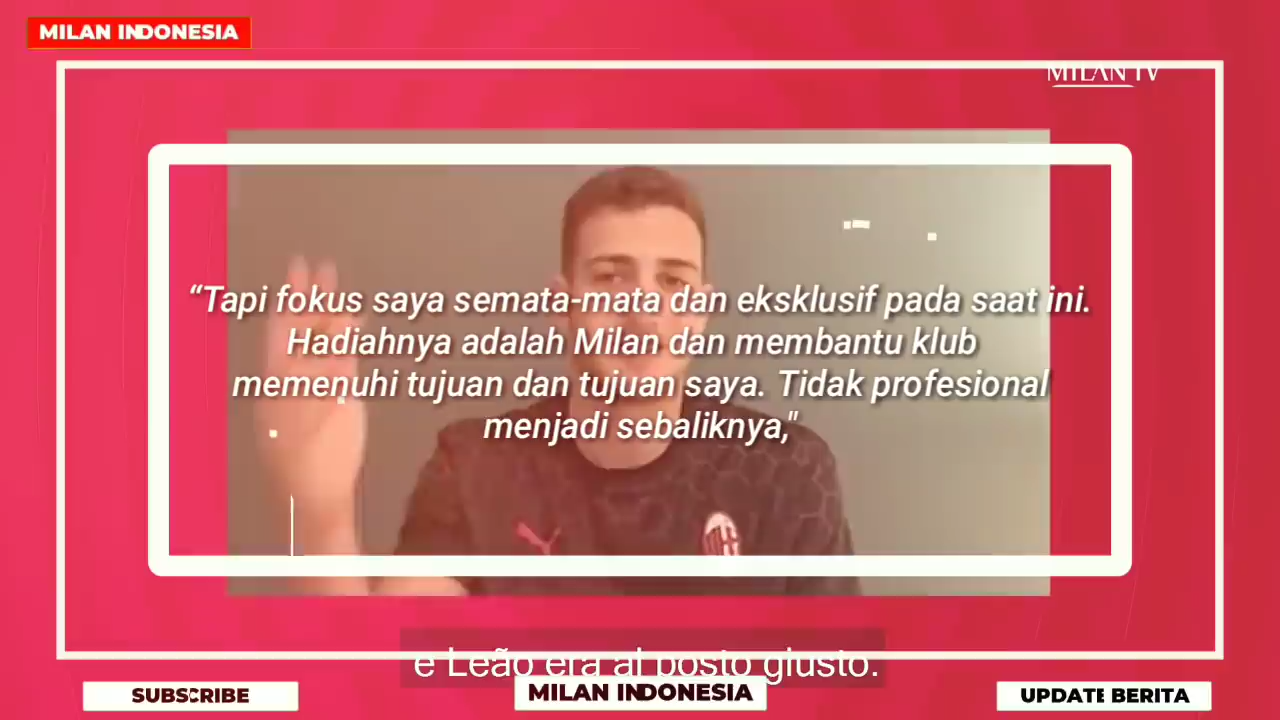 MILAN INDONESIA
MILAN TV
“Tapi fokus saya semata-mata dan eksklusif pada saat ini.
Hadiahnya adalah Milan dan membantu klub
memenuhi tujuan dan tujuan saya. Tidak profesional
menjadi sebaliknya,"
e Leão era al posto giusto.
SUBSCRIBE
MILAN INDONESIA
UPDATE BERITA